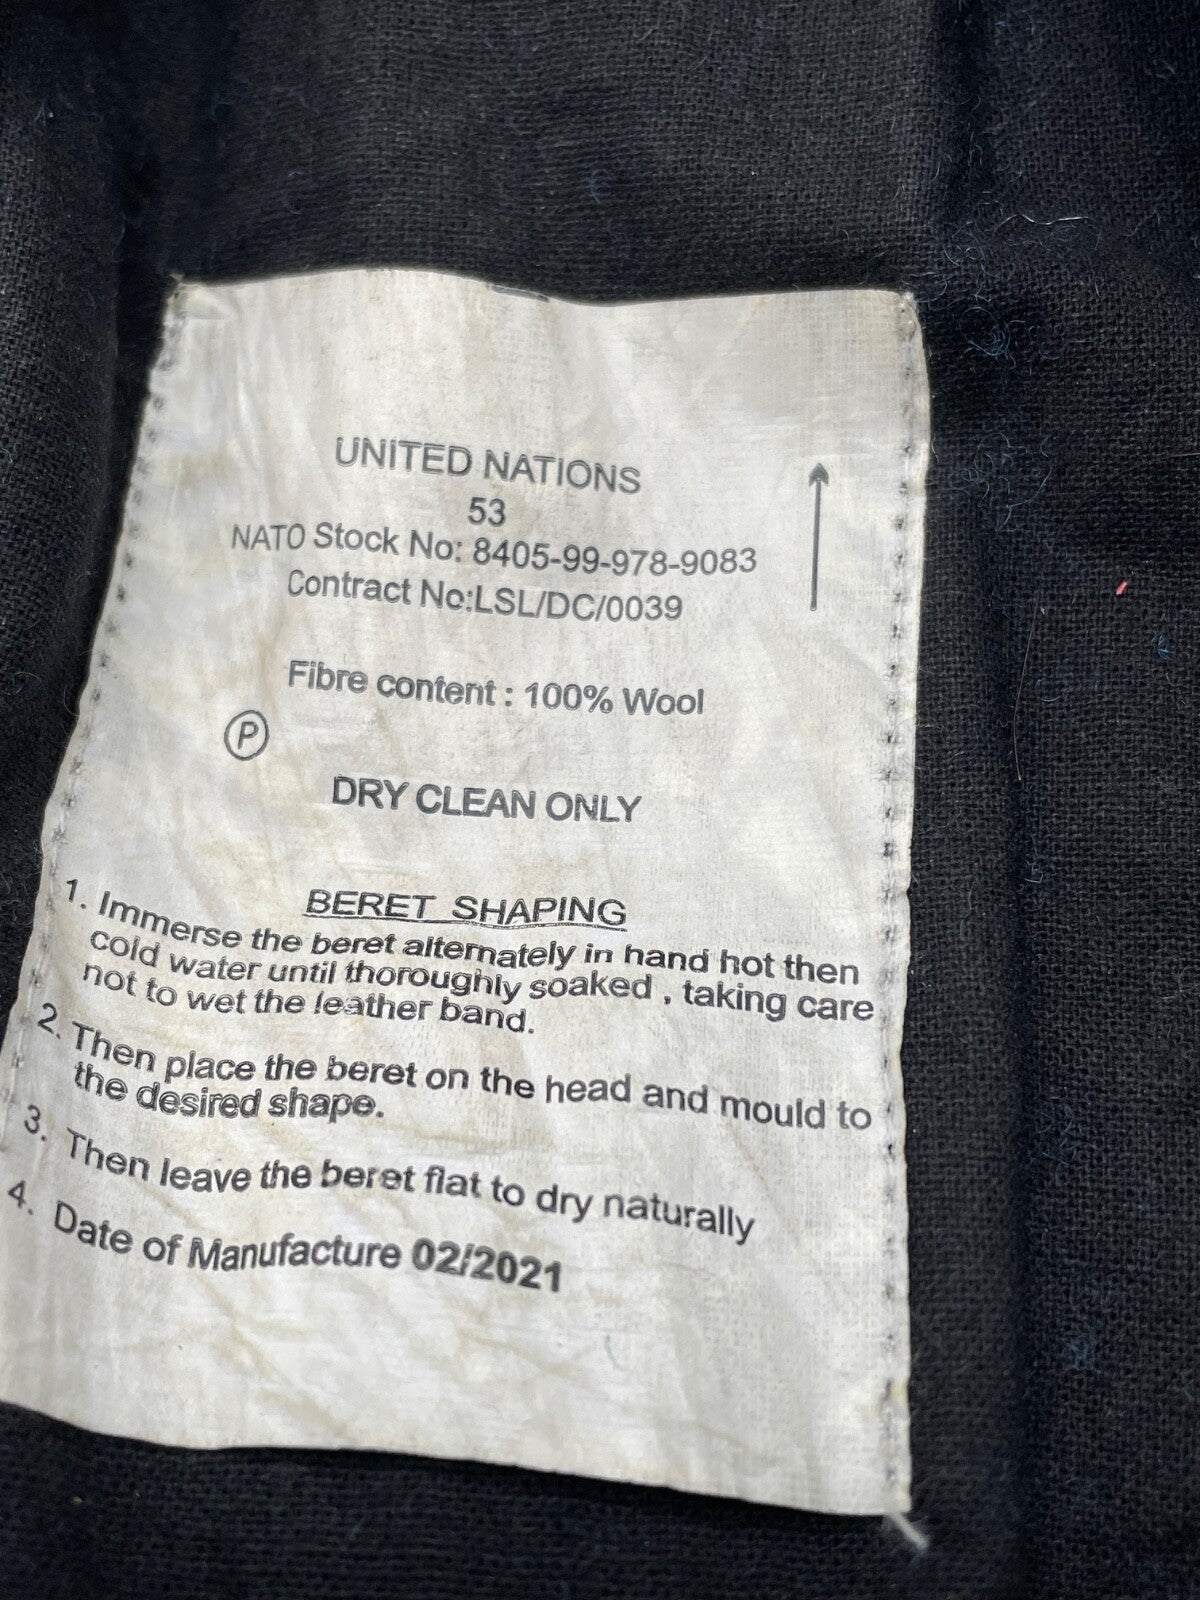 UNITED NATIONS
53
NATO Stock No: 8405-99-978-9083
Contract No:LSL/DC/0039
Fibre content : 100% Wool
P
DRY CLEAN ONLY
BERET SHAPING
1. Immerse the beret alternately in hand hot then
cold water until thoroughly soaked , taking care
not to wet the leather band.
2. Then place the beret on the head and mould to
the desired shape.
3. Then leave the beret flat to dry naturally
4. Date of Manufacture 02/2021